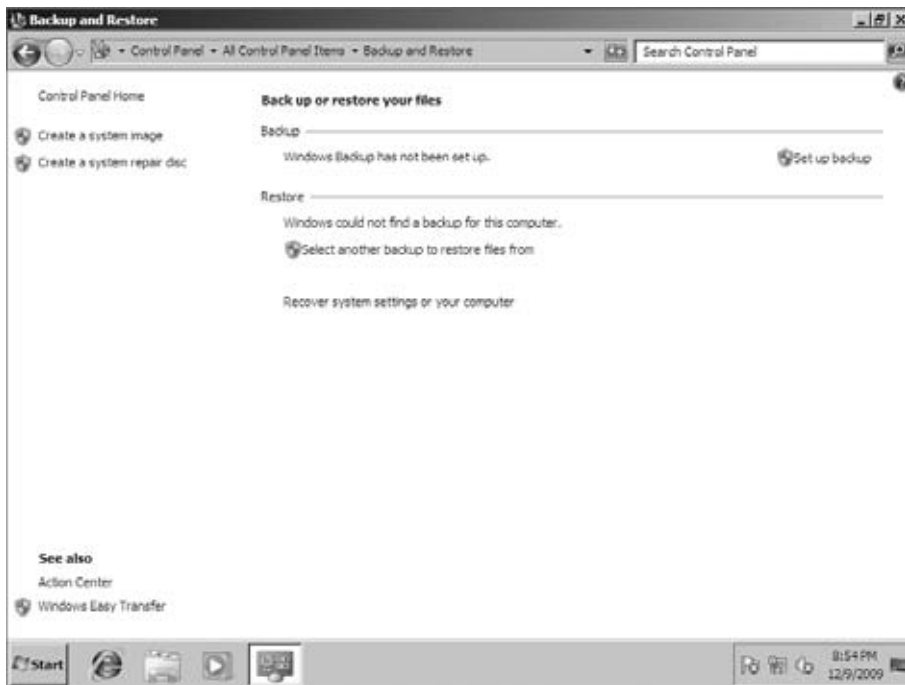 Backup and Restore
Control Panel
All Control Panel Items
Backup and Restore
Search Control Panel
Control Panel Home
Create a system image
Create a system repair disc
Back up or restore your files
Backup
Windows Backup has not been set up.
Set up backup
Restore
Windows could not find a backup for this computer.
Select another backup to restore files from
Recover system settings or your computer
See also
Action Center
Windows Easy Transfer
Start
8:54 PM
12/9/2009